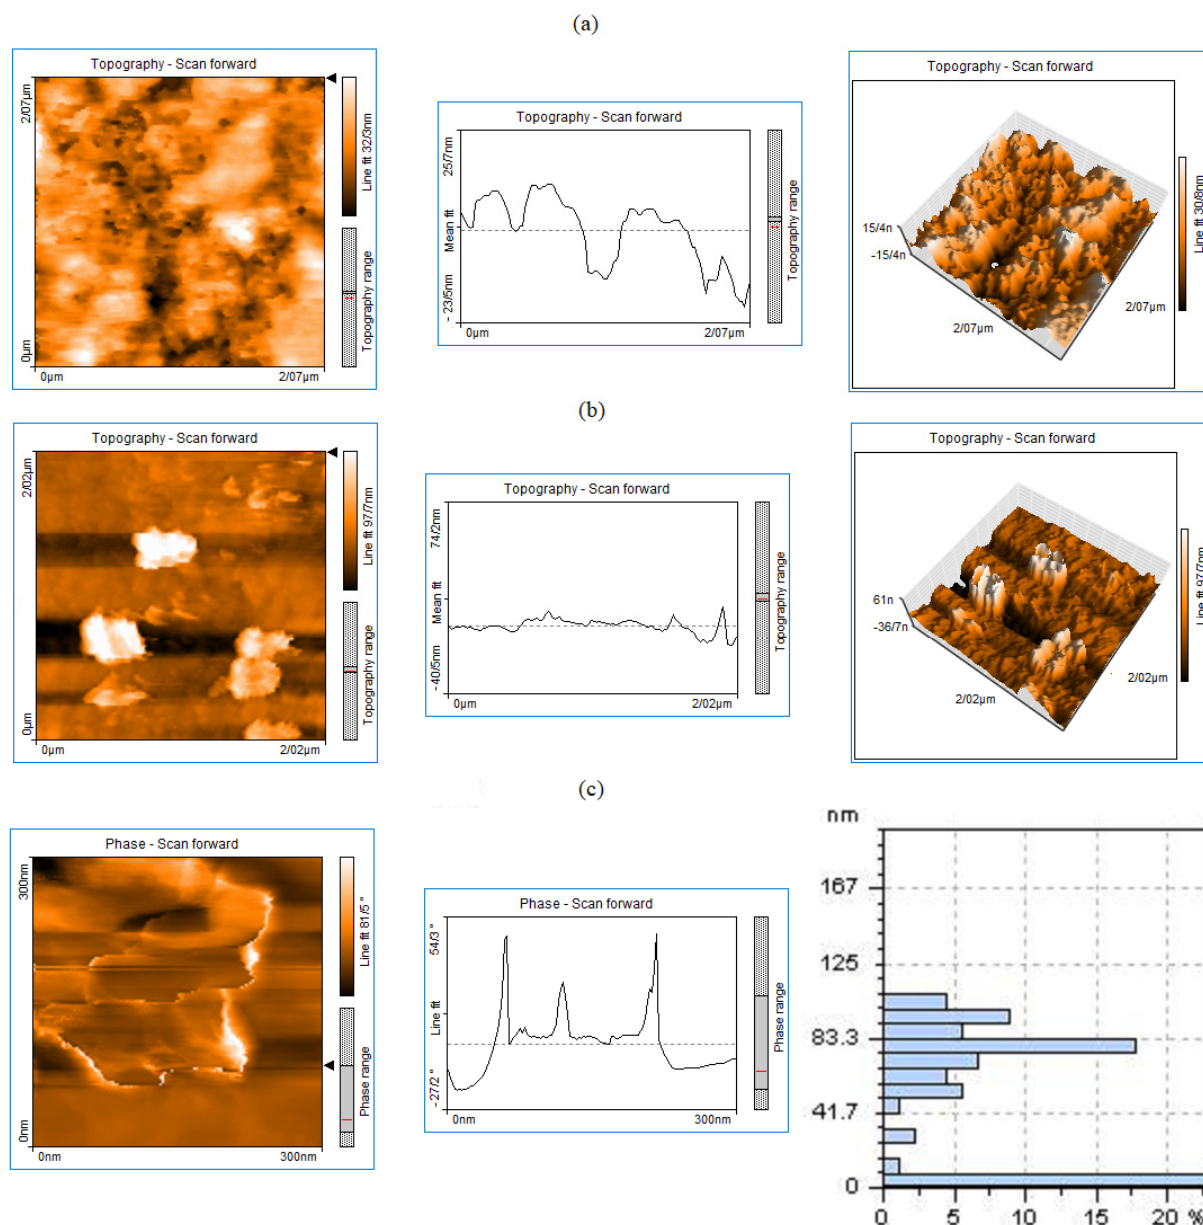 (a)
Topography - Scan forward
2/07µm
0µm
0µm
2/07µm
Line fit 32/3nm
Topography range
Topography - Scan forward
25/7nm
Mean fit
- 23/5nm
0µm
2/07µm
Topography range
Topography - Scan forward
15/4n
-15/4n
2/07µm
2/07µm
Line fit 30/8nm
(b)
Topography - Scan forward
2/02µm
0µm
0µm
2/02µm
Line fit 97/7nm
Topography range
Topography - Scan forward
74/2nm
Mean fit
- 40/5nm
0µm
2/02µm
Topography range
Topography - Scan forward
61n
-36/7n
2/02µm
2/02µm
Line fit 97/7nm
(c)
Phase - Scan forward
300nm
0nm
0nm
300nm
Line fit 81/5 °
Phase range
Phase - Scan forward
54/3 °
Line fit
- 27/2 °
0nm
300nm
Phase range
nm
167
125
83.3
41.7
0
0 5 10 15 20 %